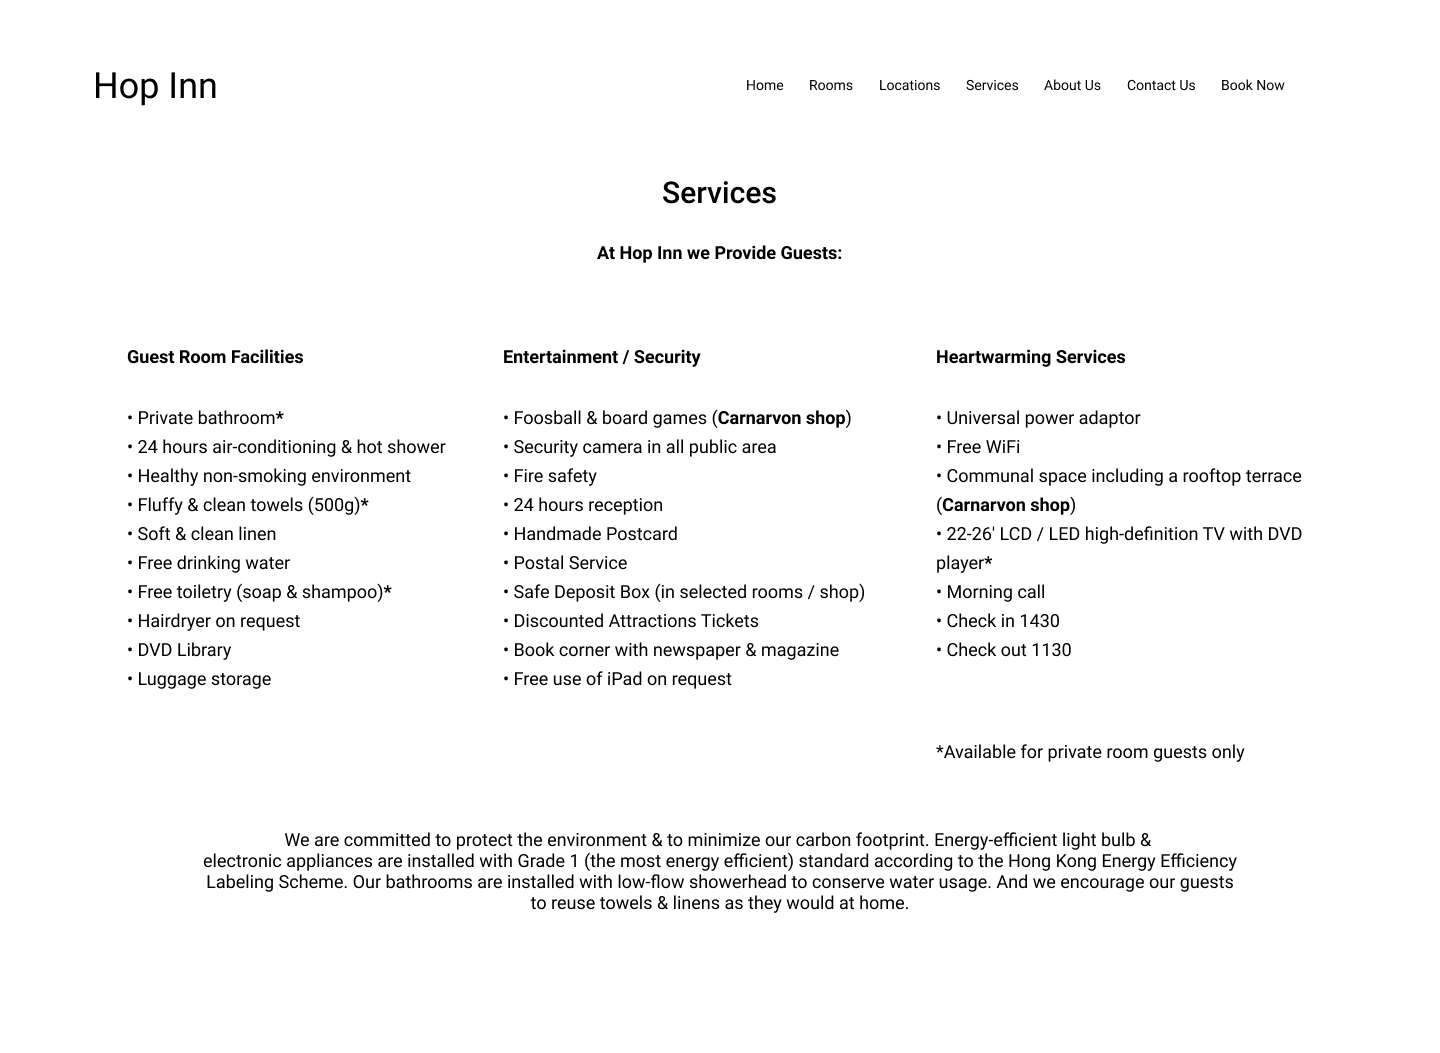 Hop Inn
Home Rooms Locations Services About Us Contact Us Book Now
Services
At Hop Inn we Provide Guests:
Guest Room Facilities
• Private bathroom*
• 24 hours air-conditioning & hot shower
• Healthy non-smoking environment
• Fluffy & clean towels (500g)*
• Soft & clean linen
• Free drinking water
• Free toiletry (soap & shampoo)*
• Hairdryer on request
• DVD Library
• Luggage storage
Entertainment / Security
• Foosball & board games (Carnarvon shop)
• Security camera in all public area
• Fire safety
• 24 hours reception
• Handmade Postcard
• Postal Service
• Safe Deposit Box (in selected rooms / shop)
• Discounted Attractions Tickets
• Book corner with newspaper & magazine
• Free use of iPad on request
Heartwarming Services
• Universal power adaptor
• Free WiFi
• Communal space including a rooftop terrace
(Carnarvon shop)
• 22-26' LCD / LED high-definition TV with DVD
player*
• Morning call
• Check in 1430
• Check out 1130
*Available for private room guests only
We are committed to protect the environment & to minimize our carbon footprint. Energy-efficient light bulb &
electronic appliances are installed with Grade 1 (the most energy efficient) standard according to the Hong Kong Energy Efficiency
Labeling Scheme. Our bathrooms are installed with low-flow showerhead to conserve water usage. And we encourage our guests
to reuse towels & linens as they would at home.